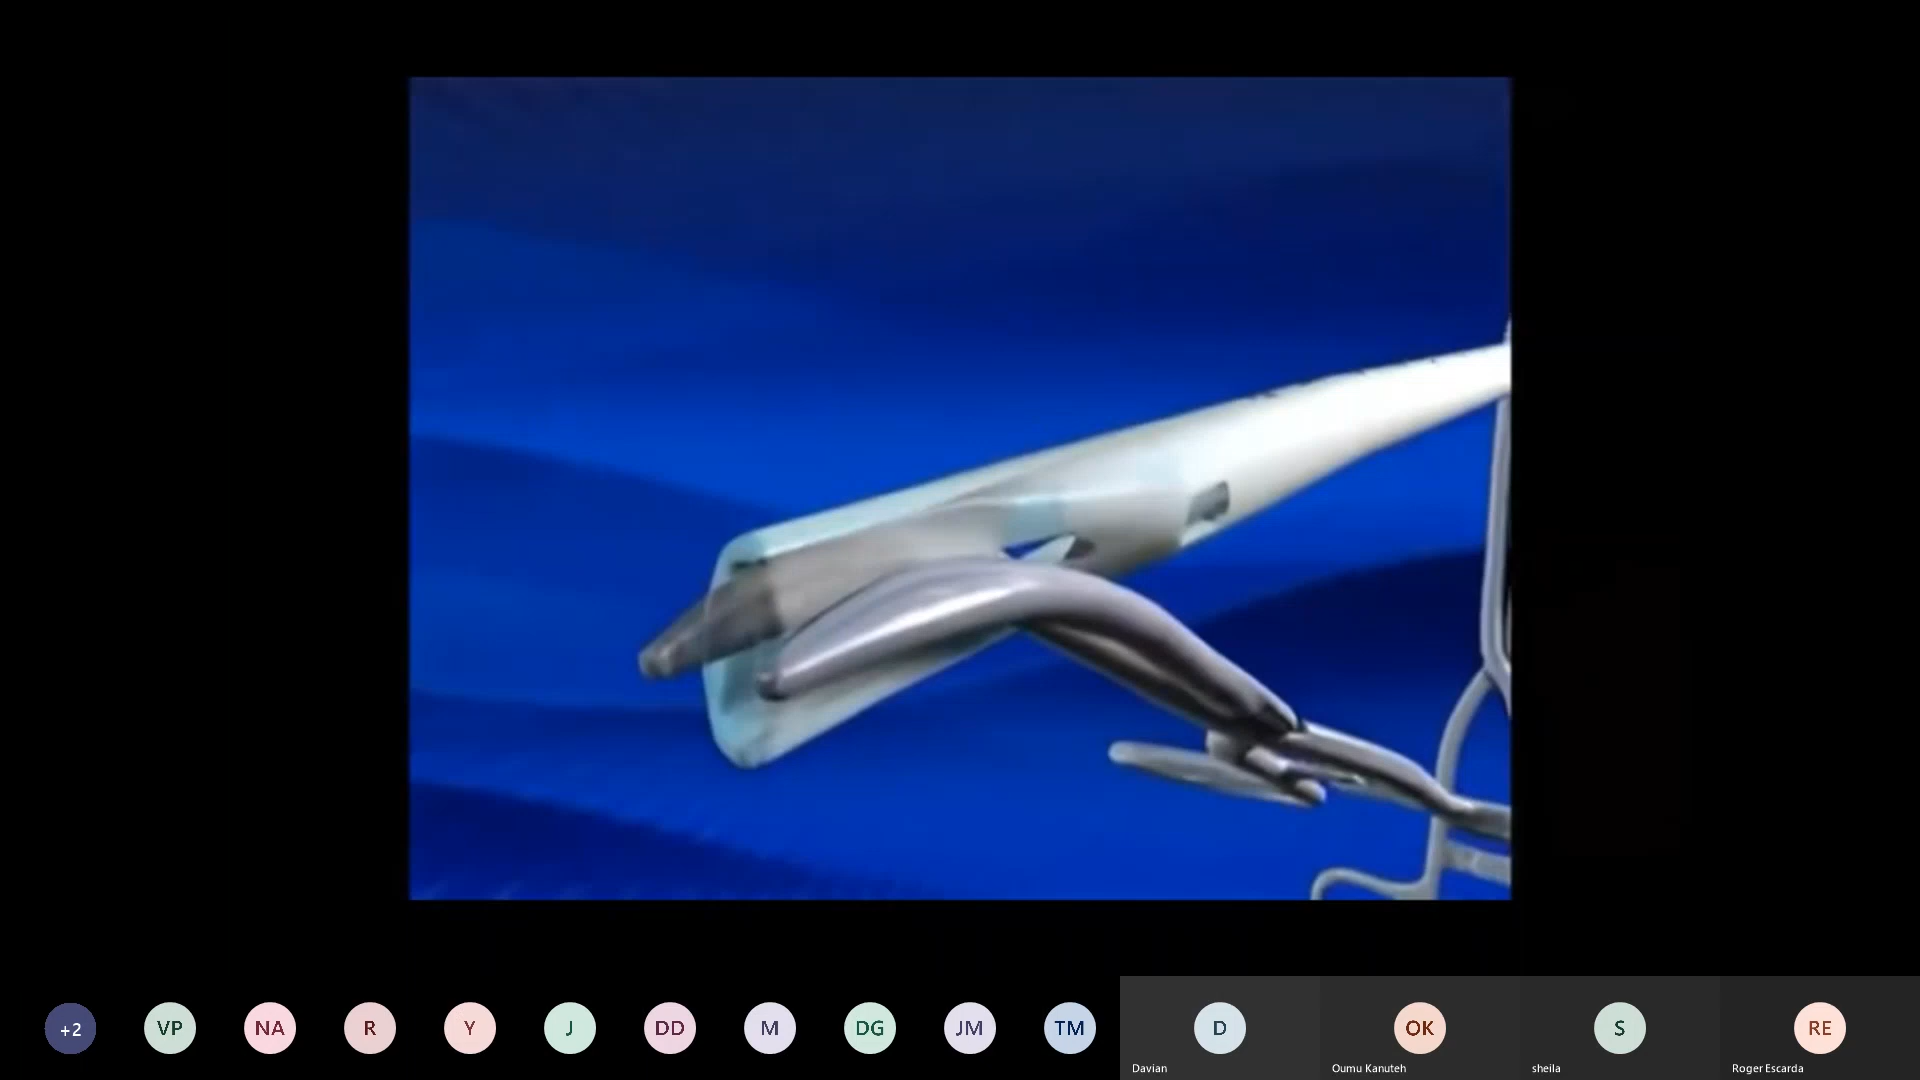 +2
VP
NA
R
Y
J
DD
M
DG
JM
TM
D
OK
S
RE
Davian
Oumu Kanuteh
sheila
Roger Escarda